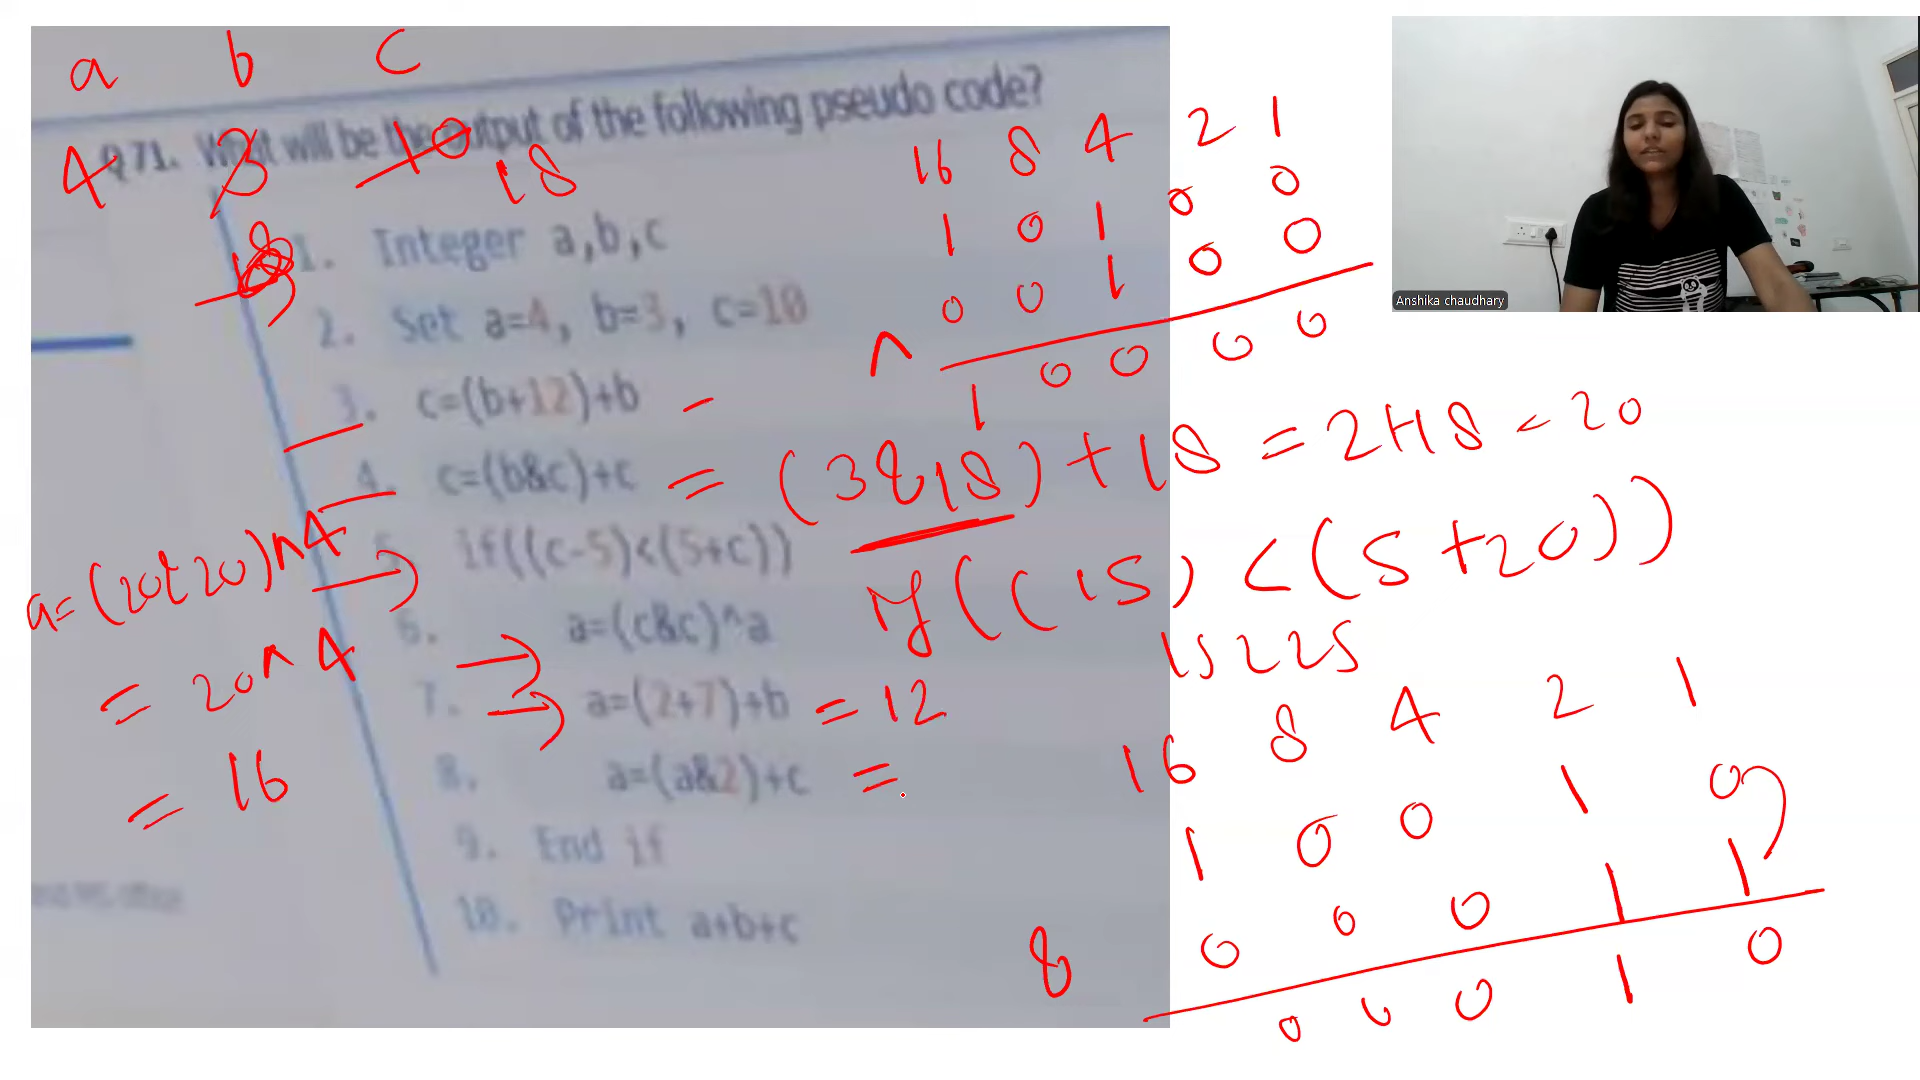 a b c
4 3 10
18
Q 71. What will be the output of the following pseudo code?
1. Integer a,b,c
2. Set a=4, b=3, c=10
3. c=(b+12)+b =
4. c=(b&c)+c = (3&18)+18 = 2+18 = 20
5. if((c-5)<(5+c))
if((15)<(5+20))
15<25
6. a=(c&c)^a
7. a=(2+7)+b = 12
8. a=(a&2)+c =
9. End if
10. Print a+b+c
a=(20&20)^4
= 20^4
= 16
16 8 4 2 1
1 0 1 0 0
0 0 1 0 0
^
1 0 0 0 0
16 8 4 2 1
1 0 0 1 0
0 0 0 1 1
&
0 0 0 1 0
Anshika chaudhary